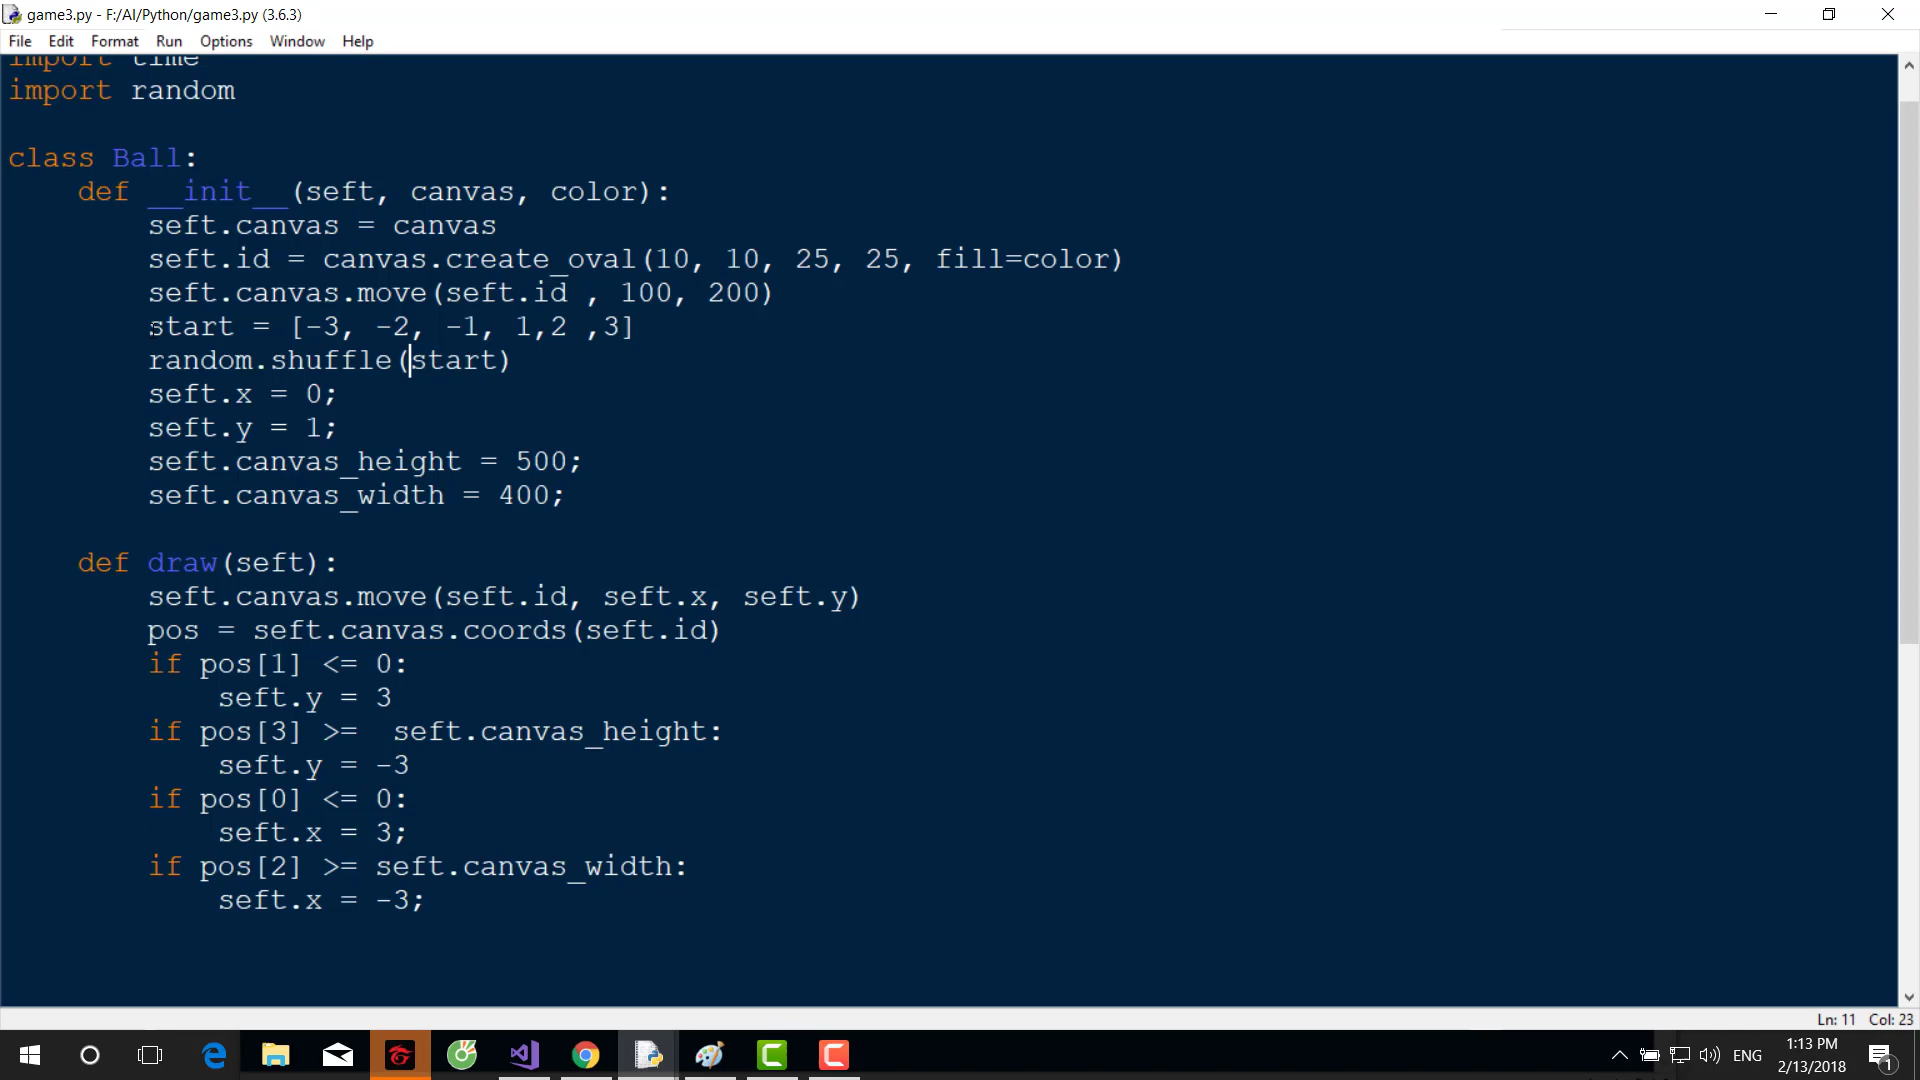 game3.py - F:/AI/Python/game3.py (3.6.3)
File Edit Format Run Options Window Help
import time
import random
class Ball:
    def __init__(seft, canvas, color):
        seft.canvas = canvas
        seft.id = canvas.create_oval(10, 10, 25, 25, fill=color)
        seft.canvas.move(seft.id , 100, 200)
        start = [-3, -2, -1, 1,2 ,3]
        random.shuffle(start)
        seft.x = 0;
        seft.y = 1;
        seft.canvas_height = 500;
        seft.canvas_width = 400;
    def draw(seft):
        seft.canvas.move(seft.id, seft.x, seft.y)
        pos = seft.canvas.coords(seft.id)
        if pos[1] <= 0:
            seft.y = 3
        if pos[3] >=  seft.canvas_height:
            seft.y = -3
        if pos[0] <= 0:
            seft.x = 3;
        if pos[2] >= seft.canvas_width:
            seft.x = -3;
Ln: 11 Col: 23
ENG
1:13 PM
2/13/2018
1